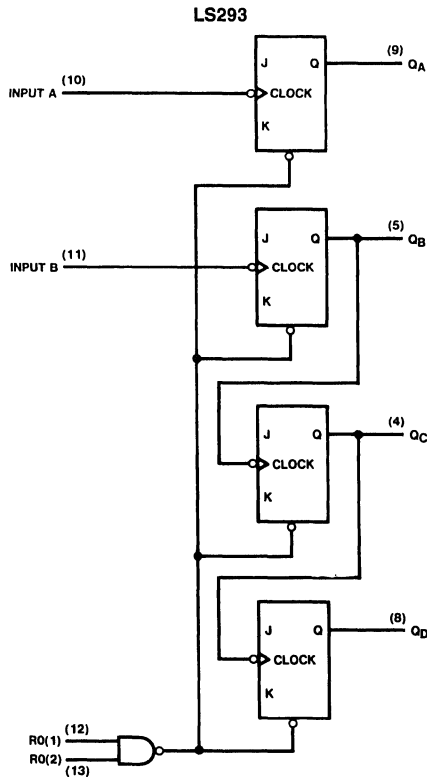 LS293
J Q (9) QA
INPUT A (10) CLOCK
K
J Q (5) QB
INPUT B (11) CLOCK
K
J Q (4) QC
CLOCK
K
J Q (8) QD
CLOCK
K
R0(1) (12)
R0(2) (13)